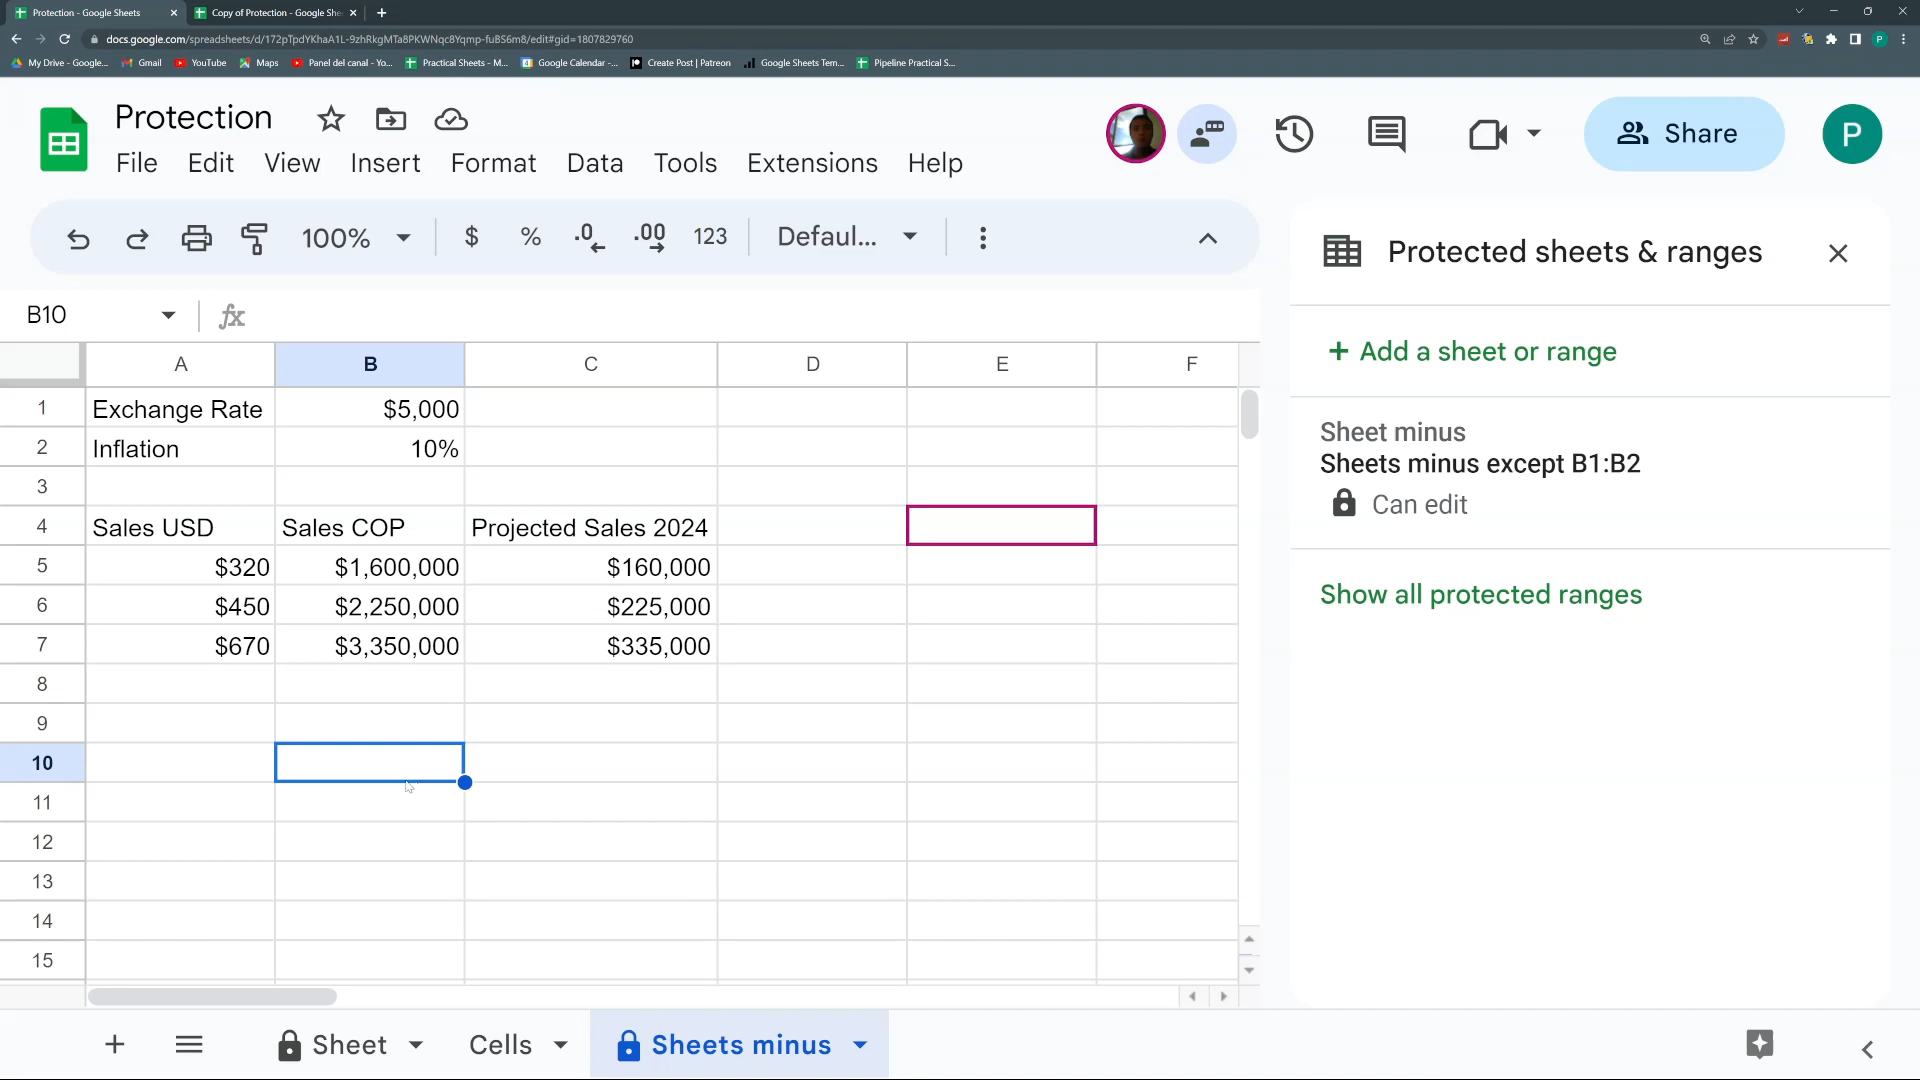 Protection - Google Sheets
Copy of Protection - Google She
docs.google.com/spreadsheets/d/172pTpdYKhaA1L-9zhRkgMTa8PKWNqc8Yqmp-fuBS6m8/edit#gid=1807829760
P
My Drive - Google... Gmail YouTube Maps Panel del canal - Yo... Practical Sheets - M... Google Calendar -... Create Post | Patreon Google Sheets Tem... Pipeline Practical S...
Protection
Share
P
File Edit View Insert Format Data Tools Extensions Help
100% $ % .0 .00 123 Defaul...
Protected sheets & ranges
B10 fx
+ Add a sheet or range
A B C D E F
1 Exchange Rate $5,000
2 Inflation 10%
3
4 Sales USD Sales COP Projected Sales 2024
5 $320 $1,600,000 $160,000
6 $450 $2,250,000 $225,000
7 $670 $3,350,000 $335,000
8
9
10
11
12
13
14
15
Sheet minus
Sheets minus except B1:B2
Can edit
Show all protected ranges
Sheet Cells Sheets minus